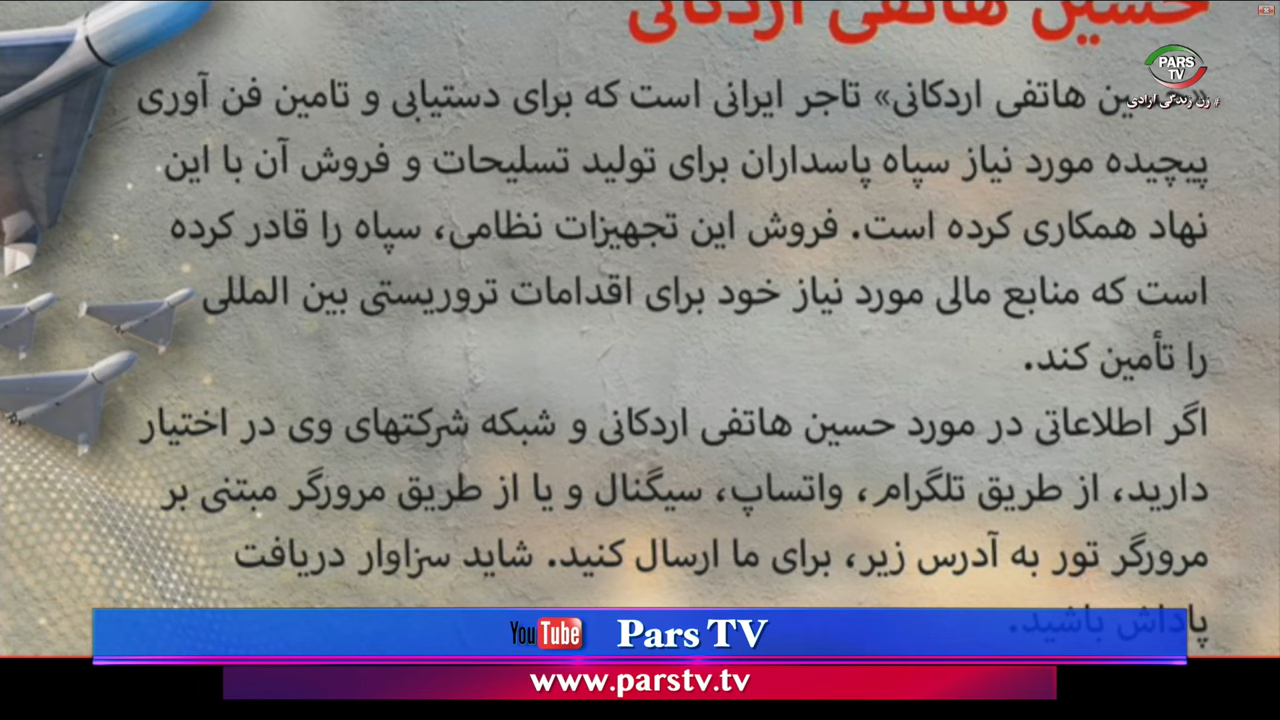 حسین هاتفی اردکانی
PARS
TV
# زن زندگی آزادی
ین هاتفی اردکانی» تاجر ایرانی است که برای دستیابی و تامین فن آوری
پیچیده مورد نیاز سپاه پاسداران برای تولید تسلیحات و فروش آن با این
نهاد همکاری کرده است. فروش این تجهیزات نظامی، سپاه را قادر کرده
است که منابع مالی مورد نیاز خود برای اقدامات تروریستی بین المللی
را تأمین کند.
اگر اطلاعاتی در مورد حسین هاتفی اردکانی و شبکه شرکتهای وی در اختیار
دارید، از طریق تلگرام، واتساپ، سیگنال و یا از طریق مرورگر مبتنی بر
مرورگر تور به آدرس زیر، برای ما ارسال کنید. شاید سزاوار دریافت
پاداش باشید.
YouTube Pars TV
www.parstv.tv